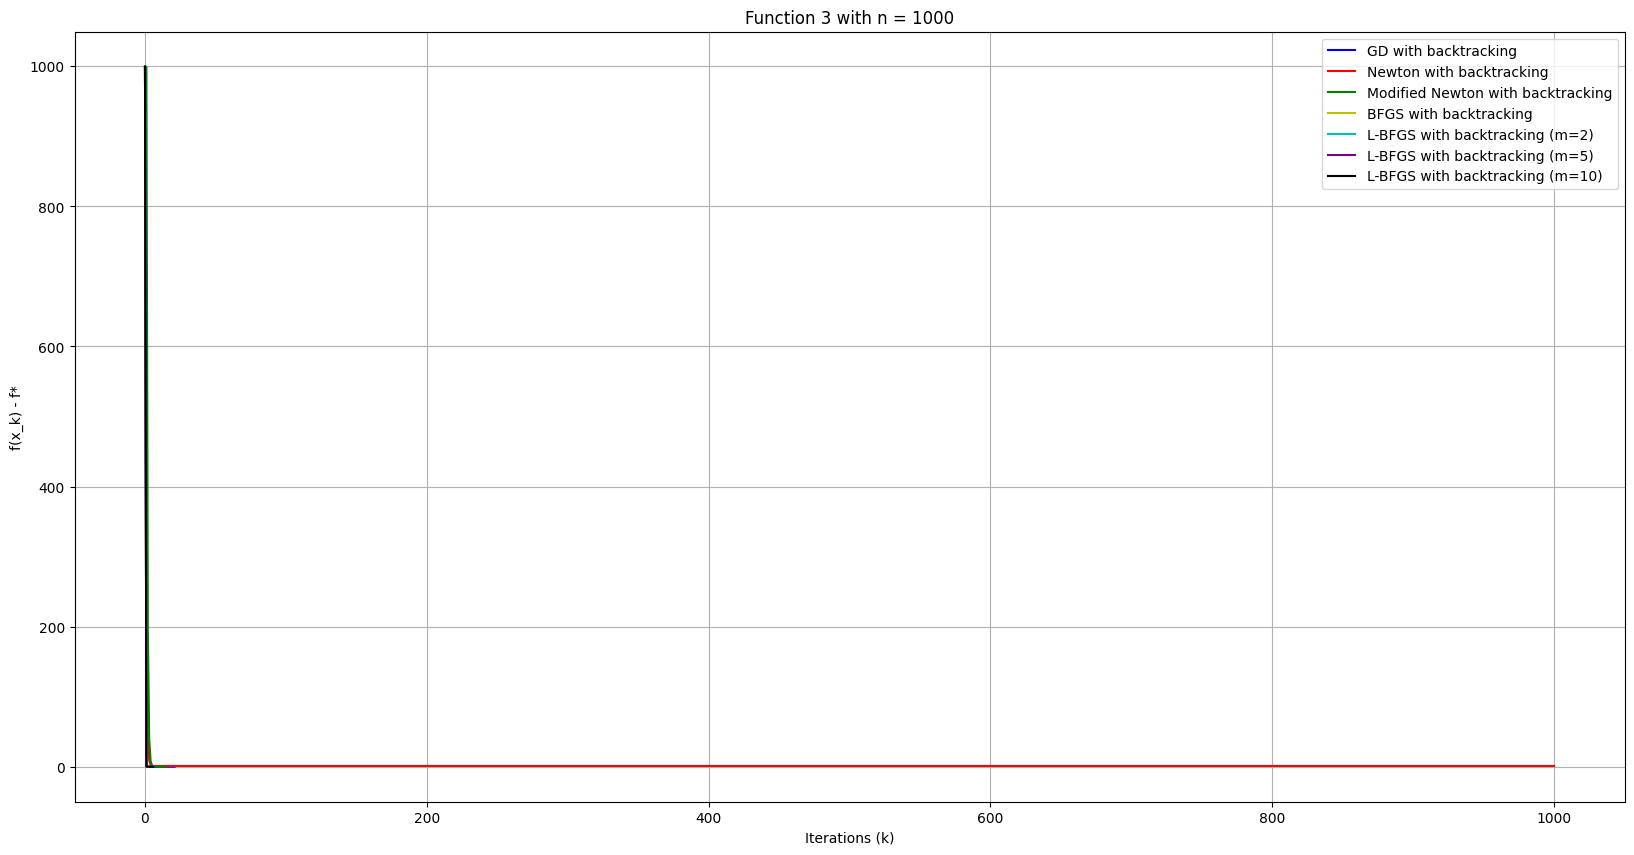 Function 3 with n = 1000
GD with backtracking
Newton with backtracking
Modified Newton with backtracking
BFGS with backtracking
L-BFGS with backtracking (m=2)
L-BFGS with backtracking (m=5)
L-BFGS with backtracking (m=10)
1000
800
600
400
200
0
f(x_k) - f*
0 200 400 600 800 1000
Iterations (k)